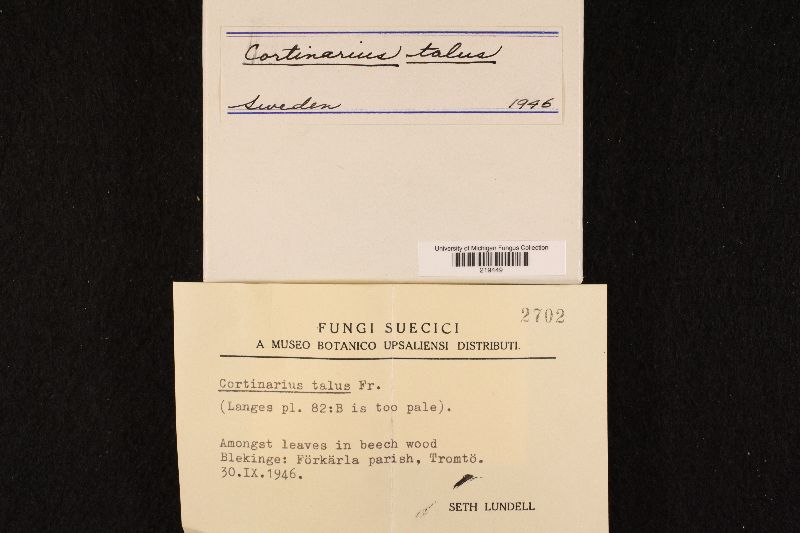 Cortinarius talus
Sweden 1946
University of Michigan Fungus Collection
219449
2702
FUNGI SUECICI
A MUSEO BOTANICO UPSALIENSI DISTRIBUTI.
Cortinarius talus Fr.
(Langes pl. 82:B is too pale).
Amongst leaves in beech wood
Blekinge: Förkärla parish, Tromtö.
30.IX.1946.
SETH LUNDELL